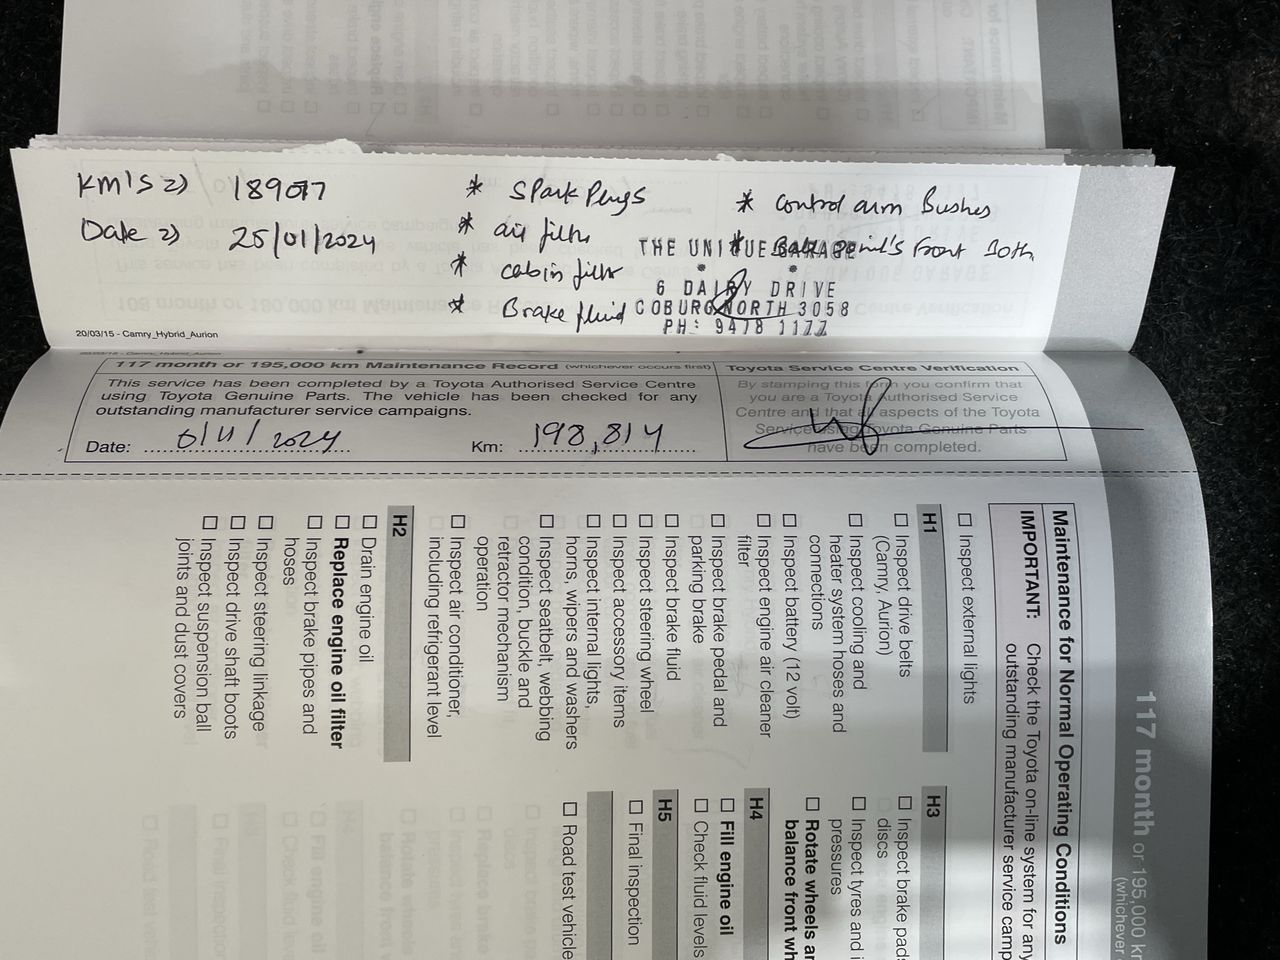 KM'S =) 189077
Date =) 25/01/2024
* Spark Plugs
* air filter
* cabin filter
* Brake fluid
* control arm Bushes
* Front Both
THE UNIQUE GARAGE
6 DAIRY DRIVE
COBURG NORTH 3058
PH: 9478 1177
20/03/15 - Camry_Hybrid_Aurion
117 month or 195,000 km Maintenance Record (whichever occurs first)
This service has been completed by a Toyota Authorised Service Centre
using Toyota Genuine Parts. The vehicle has been checked for any
outstanding manufacturer service campaigns.
Date: 6/11/2024 Km: 198,814
Toyota Service Centre Verification
By stamping this form you confirm that
you are a Toyota Authorised Service
Centre and that all aspects of the Toyota
Service using Toyota Genuine Parts
have been completed.
117 month or 195,000 km
(whichever
Maintenance for Normal Operating Conditions
IMPORTANT: Check the Toyota on-line system for any
outstanding manufacturer service camp
☐ Inspect external lights
H1
☐ Inspect drive belts
(Camry, Aurion)
☐ Inspect cooling and
heater system hoses and
connections
☐ Inspect battery (12 volt)
☐ Inspect engine air cleaner
filter
☐ Inspect brake pedal and
parking brake
☐ Inspect brake fluid
☐ Inspect steering wheel
☐ Inspect accessory items
☐ Inspect internal lights,
horns, wipers and washers
☐ Inspect seatbelt, webbing
condition, buckle and
retractor mechanism
operation
☐ Inspect air conditioner,
including refrigerant level
H2
☐ Drain engine oil
☐ Replace engine oil filter
☐ Inspect brake pipes and
hoses
☐ Inspect steering linkage
☐ Inspect drive shaft boots
☐ Inspect suspension ball
joints and dust covers
H3
☐ Inspect brake pads
discs
☐ Inspect tyres and
pressures
☐ Rotate wheels
balance front
H4
☐ Fill engine oil
☐ Check fluid levels
H5
☐ Final inspection
☐ Road test vehicle